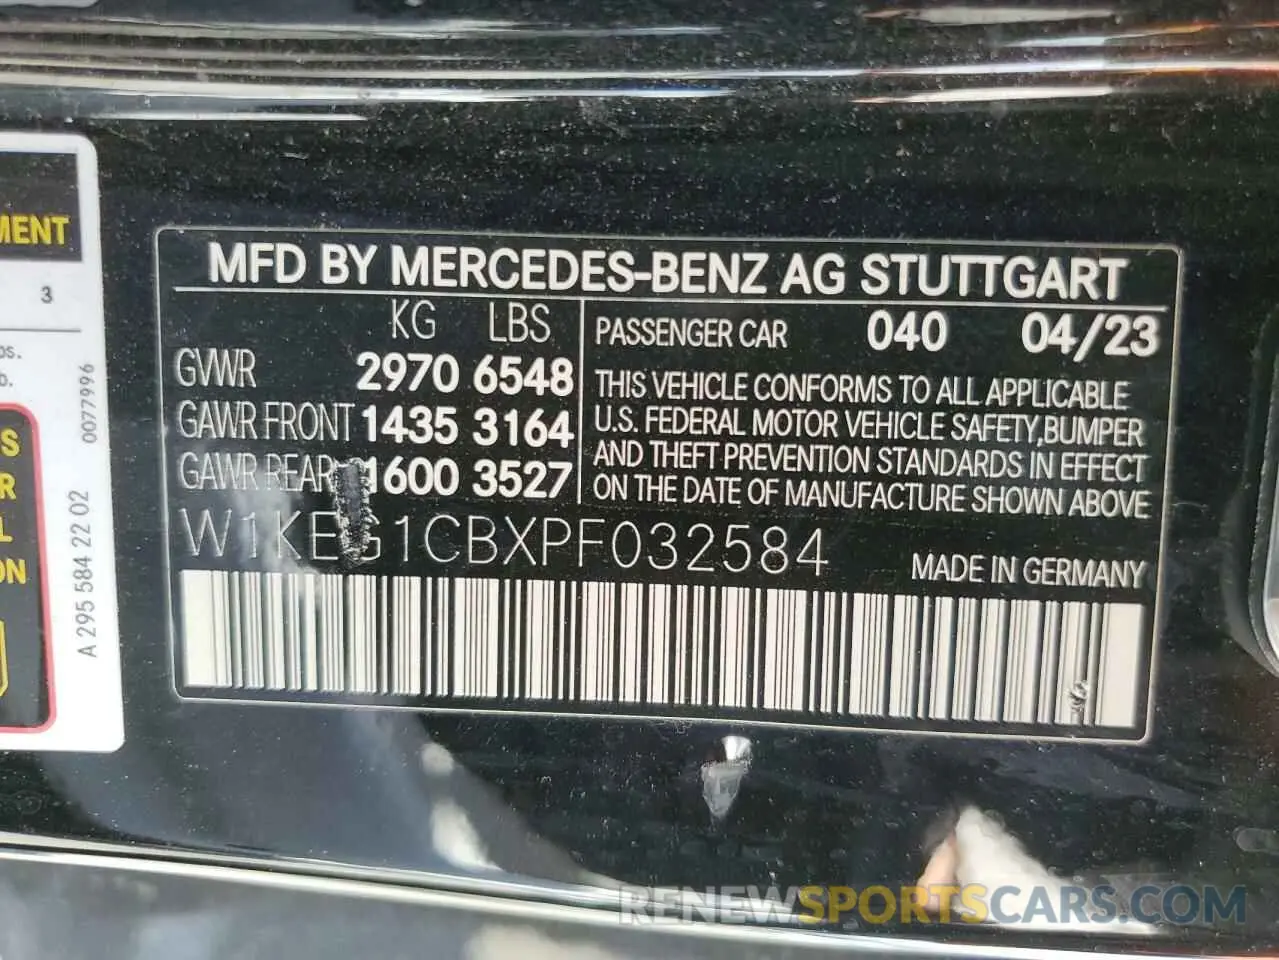 MENT
3
os.
b.
S
R
L
ON
A 295 584 22 02
0077996
MFD BY MERCEDES-BENZ AG STUTTGART
KG LBS
GVWR 2970 6548
GAWR FRONT 1435 3164
GAWR REAR 1600 3527
PASSENGER CAR 040 04/23
THIS VEHICLE CONFORMS TO ALL APPLICABLE
U.S. FEDERAL MOTOR VEHICLE SAFETY,BUMPER
AND THEFT PREVENTION STANDARDS IN EFFECT
ON THE DATE OF MANUFACTURE SHOWN ABOVE
W1KEG1CBXPF032584
MADE IN GERMANY
RENEWSPORTSCARS.COM